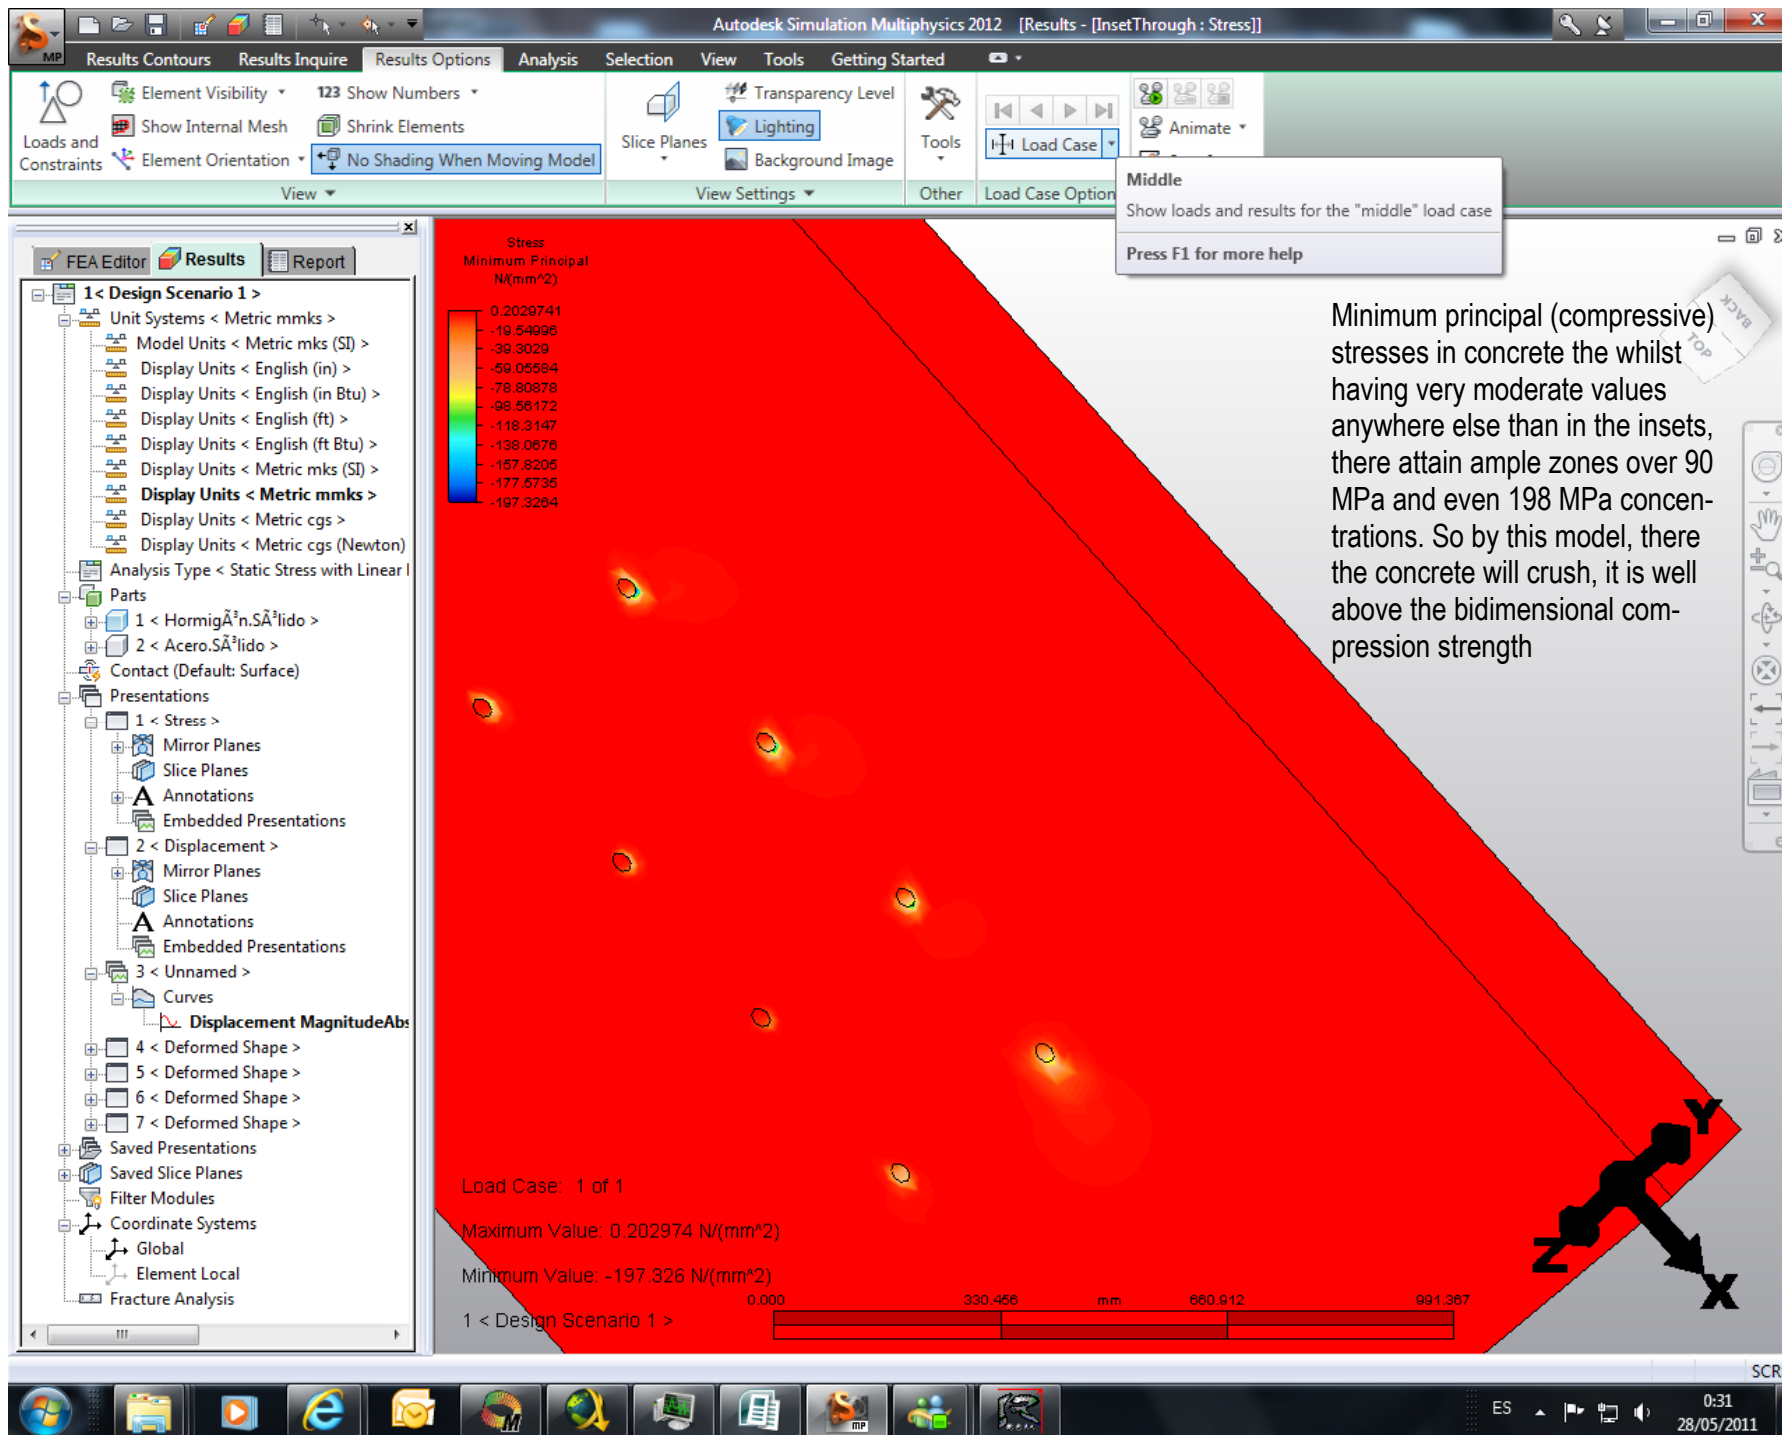 Autodesk Simulation Multiphysics 2012 [Results - [InsetThrough : Stress]]
MP
Results Contours Results Inquire Results Options Analysis Selection View Tools Getting Started
Loads and
Constraints
Element Visibility
Show Internal Mesh
Element Orientation
123 Show Numbers
Shrink Elements
No Shading When Moving Model
View
Slice Planes
Transparency Level
Lighting
Background Image
View Settings
Tools
Other
Load Case
Load Case Option
Animate
Middle
Show loads and results for the "middle" load case
Press F1 for more help
FEA Editor Results Report
1< Design Scenario 1 >
Unit Systems < Metric mmks >
Model Units < Metric mks (SI) >
Display Units < English (in) >
Display Units < English (in Btu) >
Display Units < English (ft) >
Display Units < English (ft Btu) >
Display Units < Metric mks (SI) >
Display Units < Metric mmks >
Display Units < Metric cgs >
Display Units < Metric cgs (Newton)
Analysis Type < Static Stress with Linear
Parts
1 < HormigÃ³n.SÃ³lido >
2 < Acero.SÃ³lido >
Contact (Default: Surface)
Presentations
1 < Stress >
Mirror Planes
Slice Planes
A Annotations
Embedded Presentations
2 < Displacement >
Mirror Planes
Slice Planes
A Annotations
Embedded Presentations
3 < Unnamed >
Curves
Displacement MagnitudeAbs
4 < Deformed Shape >
5 < Deformed Shape >
6 < Deformed Shape >
7 < Deformed Shape >
Saved Presentations
Saved Slice Planes
Filter Modules
Coordinate Systems
Global
Element Local
Fracture Analysis
Stress
Minimum Principal
N/(mm^2)
0.2029741
-19.54996
-39.3029
-59.05584
-78.80878
-98.56172
-118.3147
-138.0676
-157.8206
-177.5735
-197.3264
BACK
TOP
Minimum principal (compressive)
stresses in concrete the whilst
having very moderate values
anywhere else than in the insets,
there attain ample zones over 90
MPa and even 198 MPa concen-
trations. So by this model, there
the concrete will crush, it is well
above the bidimensional com-
pression strength
Load Case: 1 of 1
Maximum Value: 0.202974 N/(mm^2)
Minimum Value: -197.326 N/(mm^2)
1 < Design Scenario 1 >
0.000 330.456 mm 660.912 991.367
Y
Z
X
SCR
M
MP
ES
0:31
28/05/2011